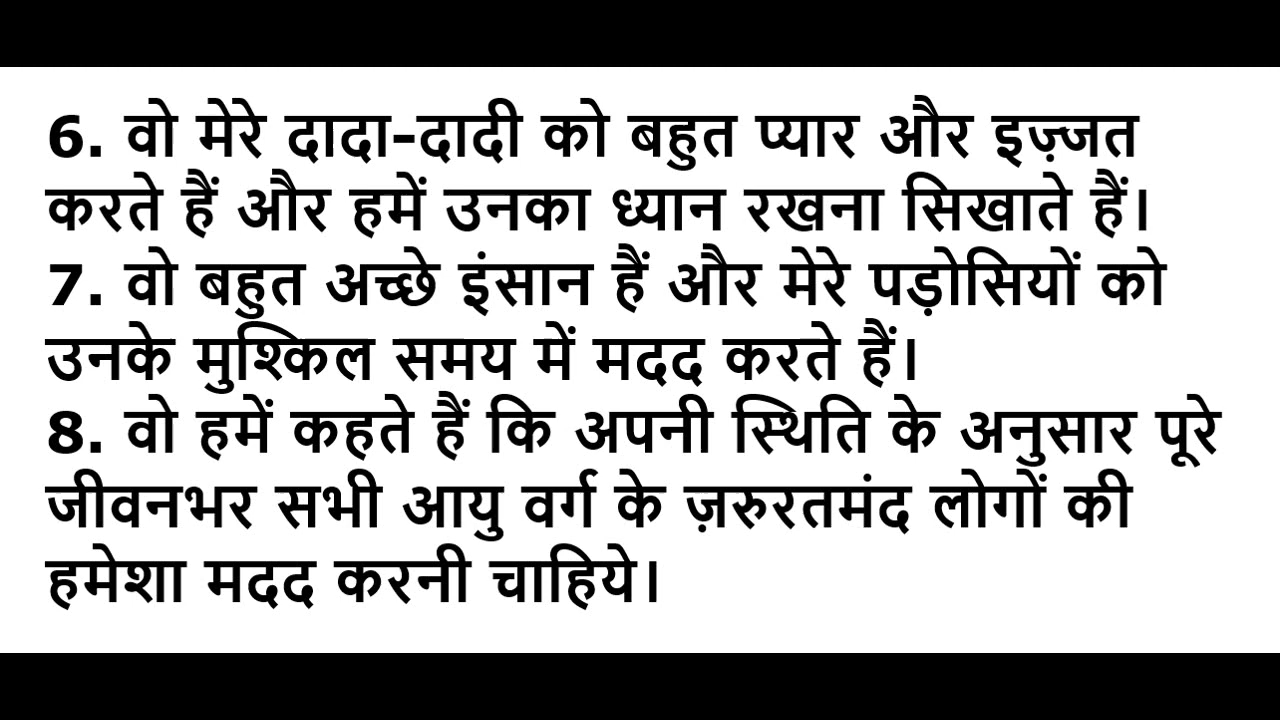 6. वो मेरे दादा-दादी को बहुत प्यार और इज़्जत
करते हैं और हमें उनका ध्यान रखना सिखाते हैं।
7. वो बहुत अच्छे इंसान हैं और मेरे पड़ोसियों को
उनके मुश्किल समय में मदद करते हैं।
8. वो हमें कहते हैं कि अपनी स्थिति के अनुसार पूरे
जीवनभर सभी आयु वर्ग के ज़रुरतमंद लोगों की
हमेशा मदद करनी चाहिये।